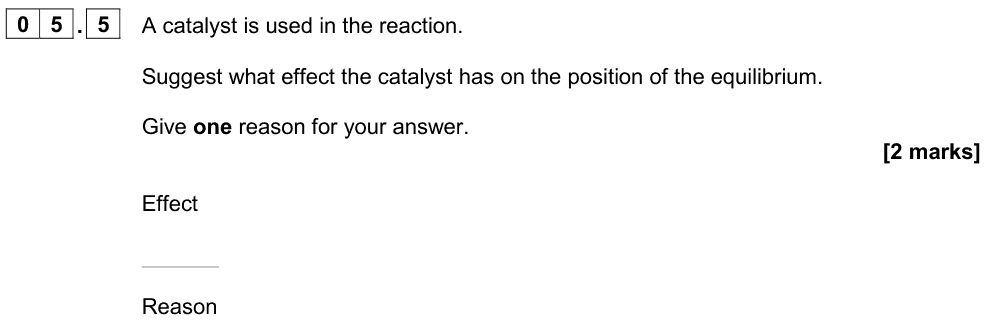 0 5 . 5 A catalyst is used in the reaction.
Suggest what effect the catalyst has on the position of the equilibrium.
Give one reason for your answer.
[2 marks]
Effect
Reason